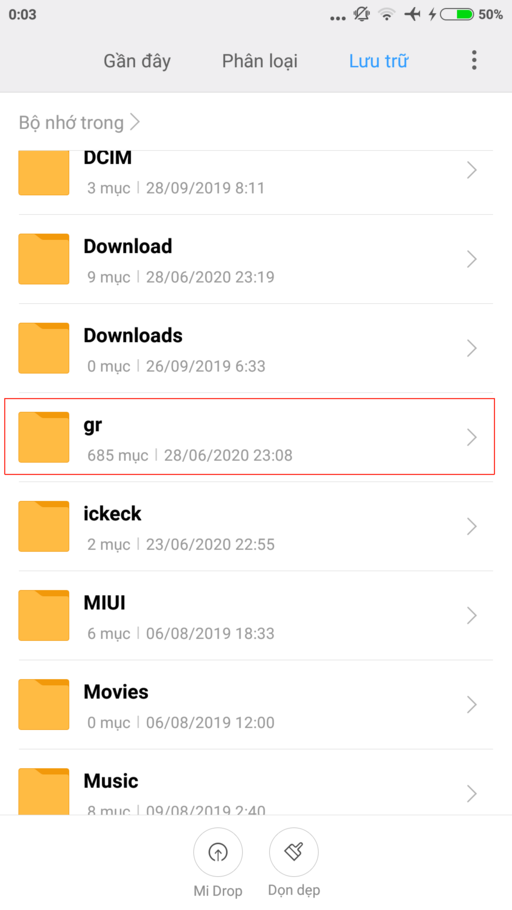 0:03
50%
Gần đây
Phân loại
Lưu trữ
Bộ nhớ trong
DCIM
3 mục | 28/09/2019 8:11
Download
9 mục | 28/06/2020 23:19
Downloads
0 mục | 26/09/2019 6:33
gr
685 mục | 28/06/2020 23:08
ickeck
2 mục | 23/06/2020 22:55
MIUI
6 mục | 06/08/2019 18:33
Movies
0 mục | 06/08/2019 12:00
Music
8 mục | 09/08/2019 2:40
Mi Drop
Dọn dẹp